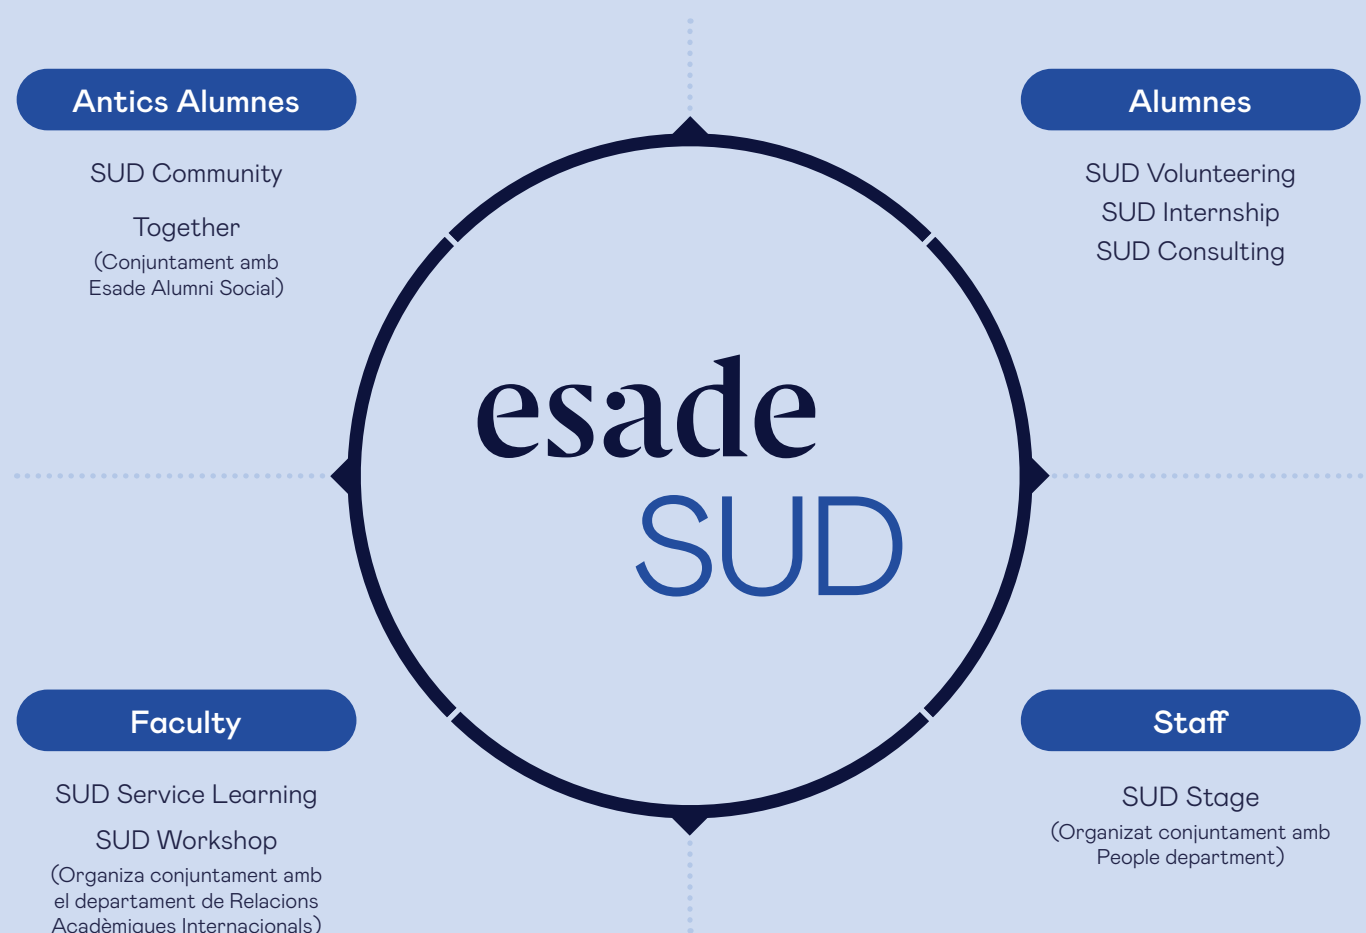 Antics Alumnes
SUD Community
Together
(Conjuntament amb
Esade Alumni Social)
Alumnes
SUD Volunteering
SUD Internship
SUD Consulting
esade
SUD
Faculty
SUD Service Learning
SUD Workshop
(Organiza conjuntament amb
el departament de Relacions
Acadèmiques Internacionals)
Staff
SUD Stage
(Organizat conjuntament amb
People department)